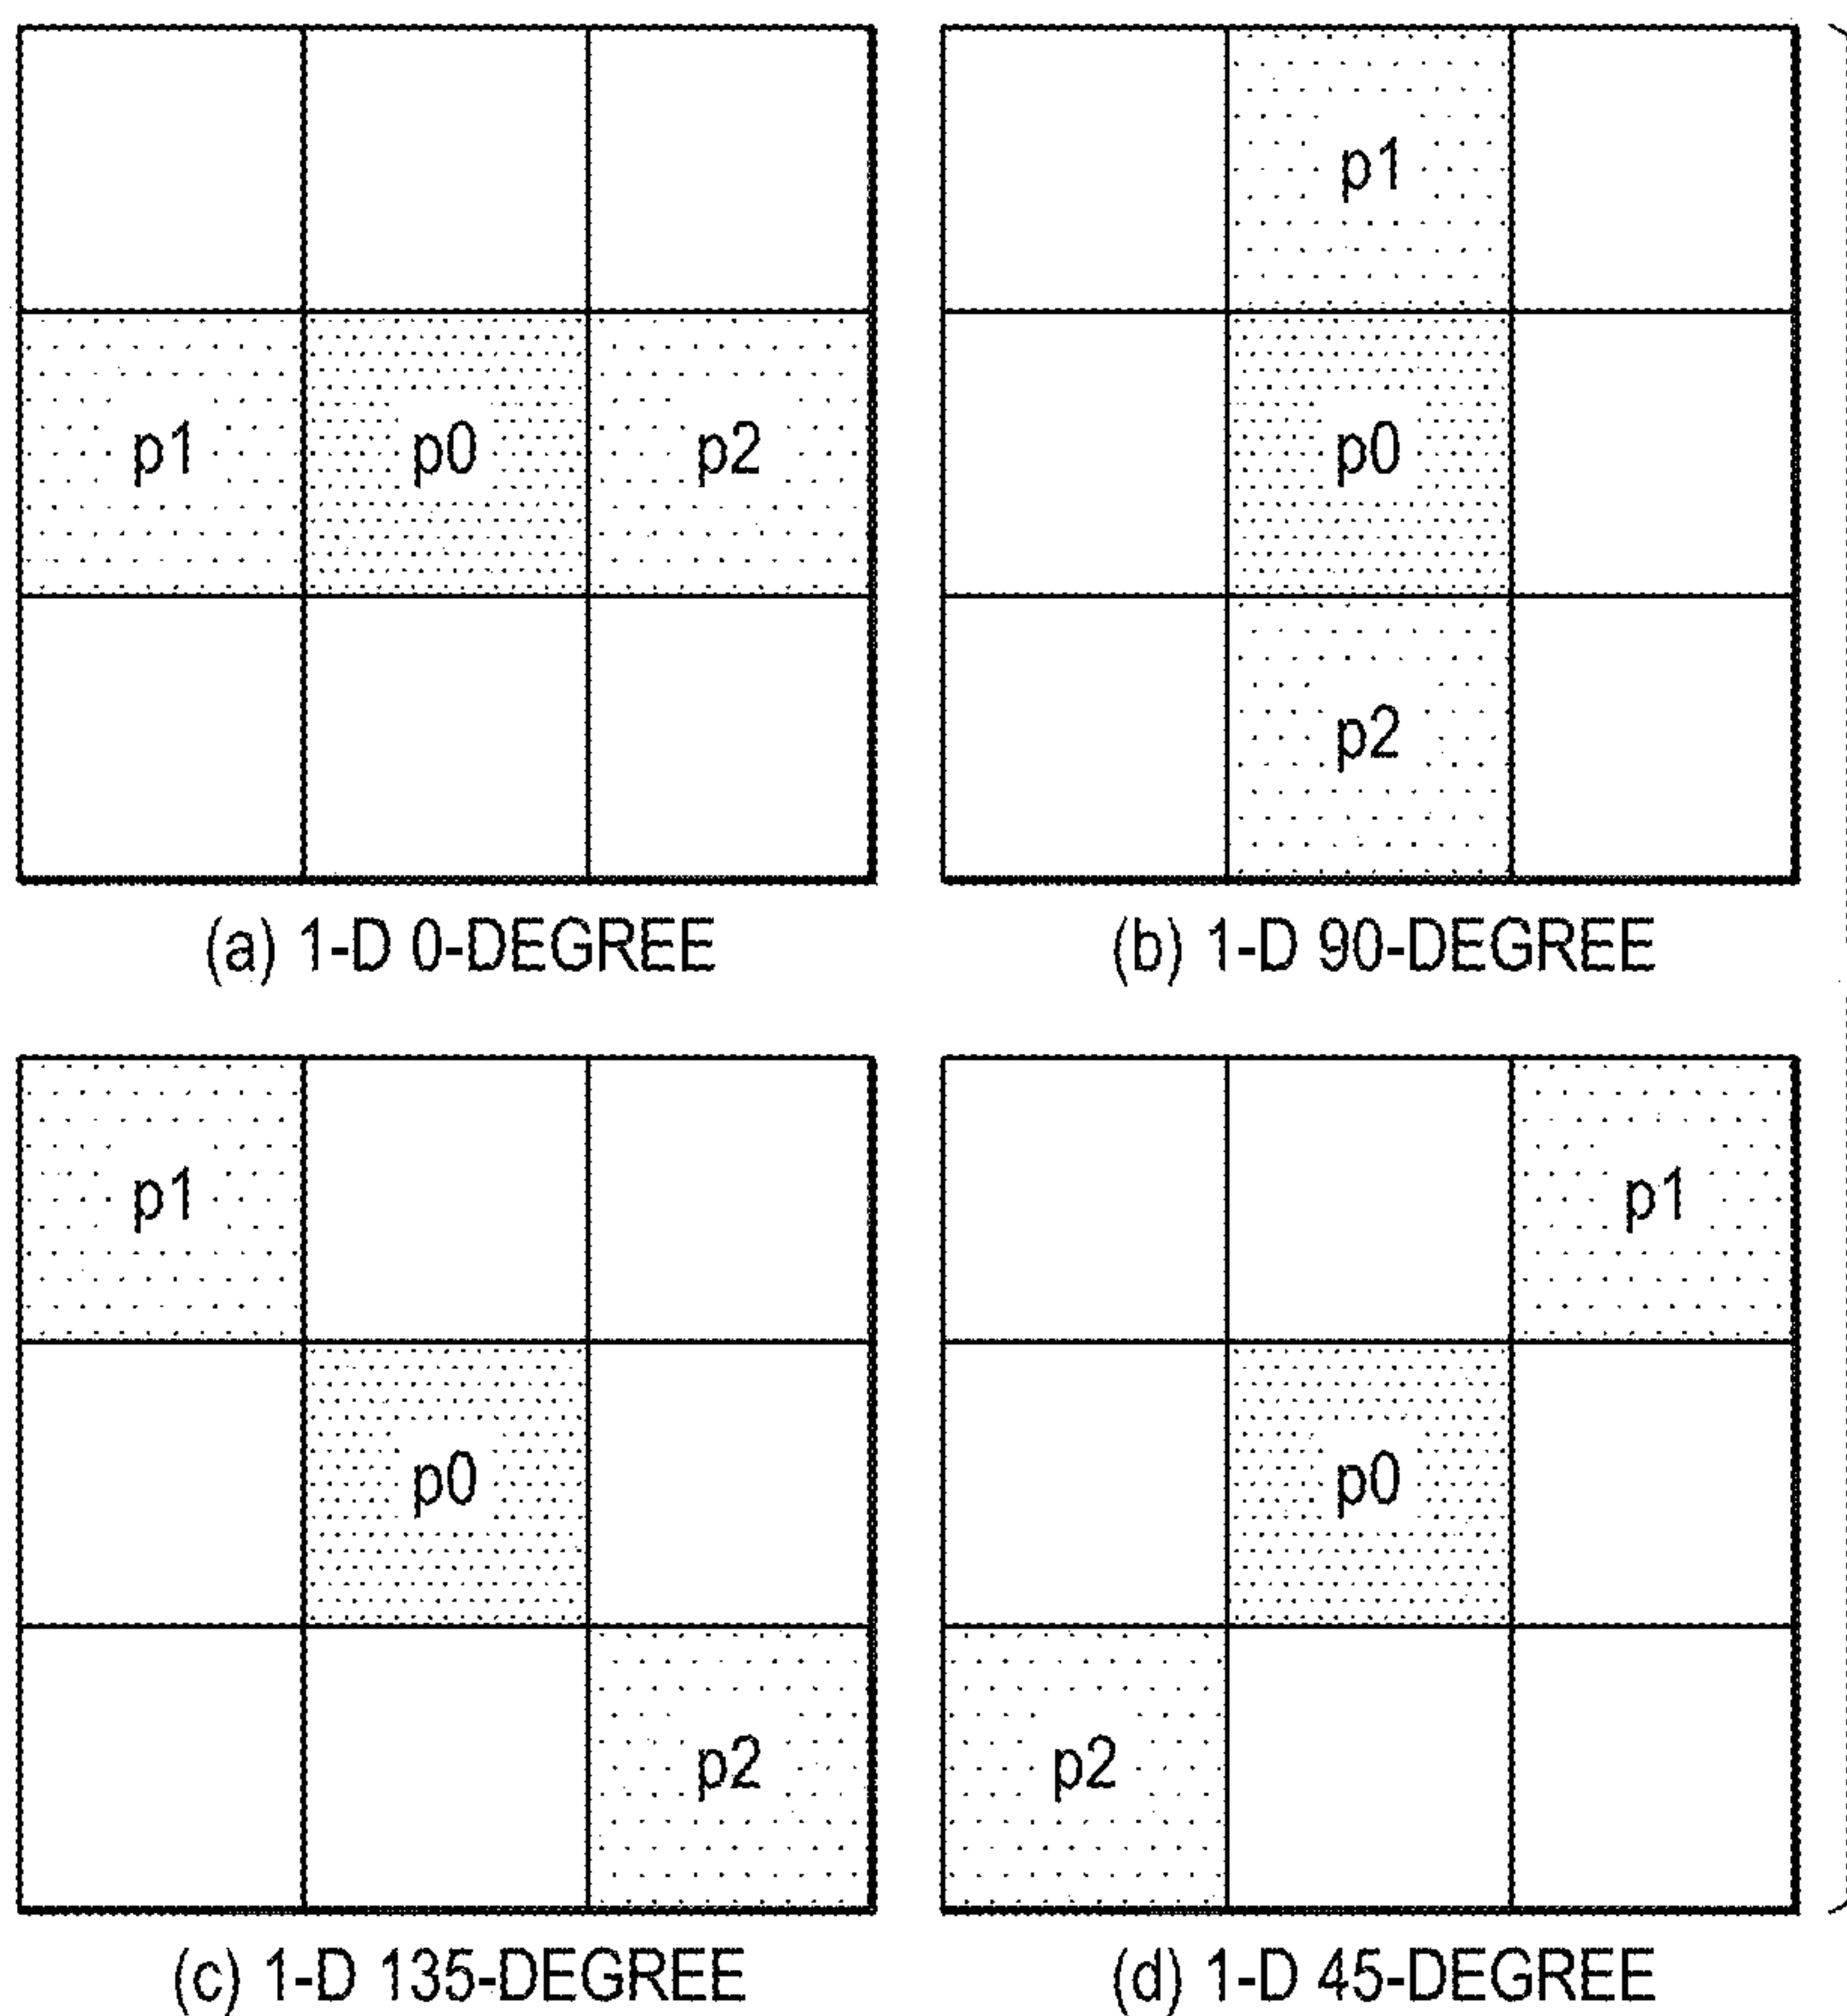 p1
p1 p0 p2
p0
p2
(a) 1-D 0-DEGREE
(b) 1-D 90-DEGREE
p1
p1
p0
p0
p2
p2
(c) 1-D 135-DEGREE
(d) 1-D 45-DEGREE